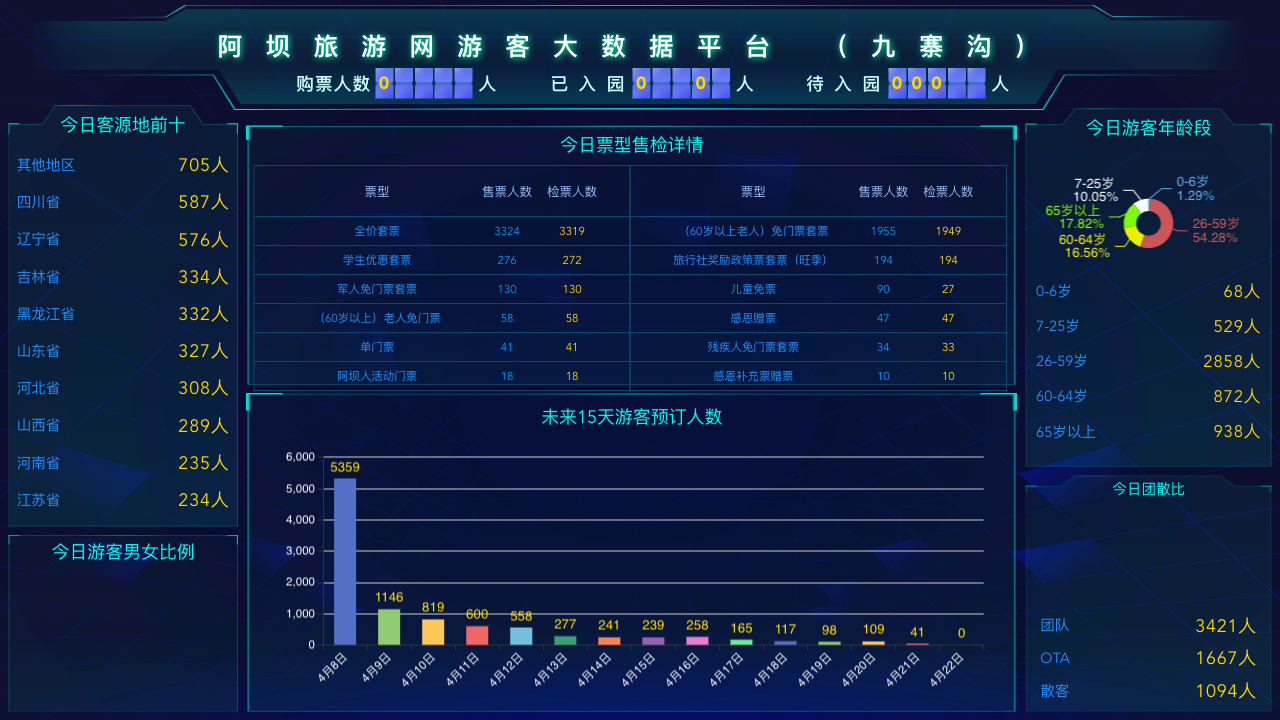 阿坝旅游网游客大数据平台 （九寨沟）
购票人数 0 人 已入园 0 0 人 待入园 000 人
今日客源地前十
其他地区 705人
四川省 587人
辽宁省 576人
吉林省 334人
黑龙江省 332人
山东省 327人
河北省 308人
山西省 289人
河南省 235人
江苏省 234人
今日游客男女比例
今日票型售检详情
票型 售票人数 检票人数 票型 售票人数 检票人数
全价套票 3324 3319 （60岁以上老人）免门票套票 1955 1949
学生优惠套票 276 272 旅行社奖励政策票套票（旺季） 194 194
军人免门票套票 130 130 儿童免票 90 27
（60岁以上）老人免门票 58 58 感恩赠票 47 47
单门票 41 41 残疾人免门票套票 34 33
阿坝人活动门票 18 18 感恩补充票赠票 10 10
未来15天游客预订人数
6,000
5,000
4,000
3,000
2,000
1,000
0
5359 1146 819 600 558 277 241 239 258 165 117 98 109 41 0
4月8日 4月9日 4月10日 4月11日 4月12日 4月13日 4月14日 4月15日 4月16日 4月17日 4月18日 4月19日 4月20日 4月21日 4月22日
今日游客年龄段
0-6岁
1.29%
7-25岁
10.05%
65岁以上
17.82%
26-59岁
54.28%
60-64岁
16.56%
0-6岁 68人
7-25岁 529人
26-59岁 2858人
60-64岁 872人
65岁以上 938人
今日团散比
团队 3421人
OTA 1667人
散客 1094人